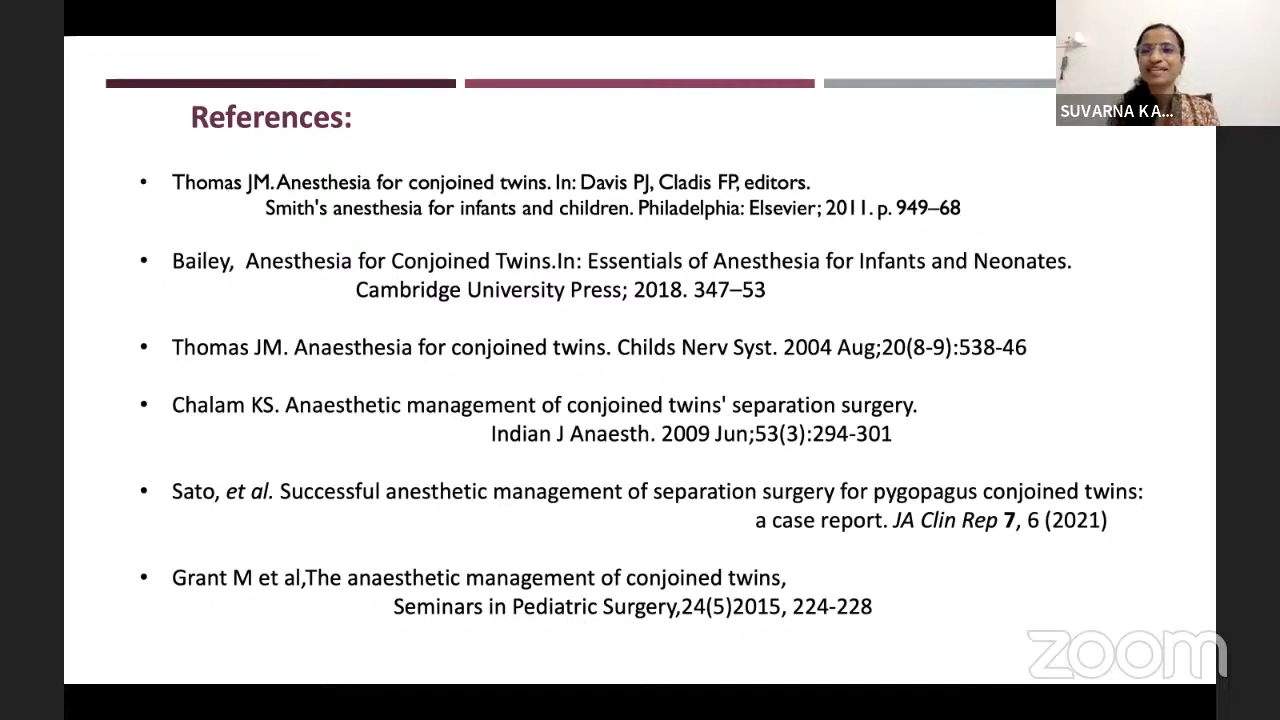 SUVARNA KA...
References:
• Thomas JM.Anesthesia for conjoined twins. In: Davis PJ, Cladis FP, editors.
Smith's anesthesia for infants and children. Philadelphia: Elsevier; 2011. p. 949–68
• Bailey, Anesthesia for Conjoined Twins.In: Essentials of Anesthesia for Infants and Neonates.
Cambridge University Press; 2018. 347–53
• Thomas JM. Anaesthesia for conjoined twins. Childs Nerv Syst. 2004 Aug;20(8-9):538-46
• Chalam KS. Anaesthetic management of conjoined twins' separation surgery.
Indian J Anaesth. 2009 Jun;53(3):294-301
• Sato, et al. Successful anesthetic management of separation surgery for pygopagus conjoined twins:
a case report. JA Clin Rep 7, 6 (2021)
• Grant M et al,The anaesthetic management of conjoined twins,
Seminars in Pediatric Surgery,24(5)2015, 224-228
zoom